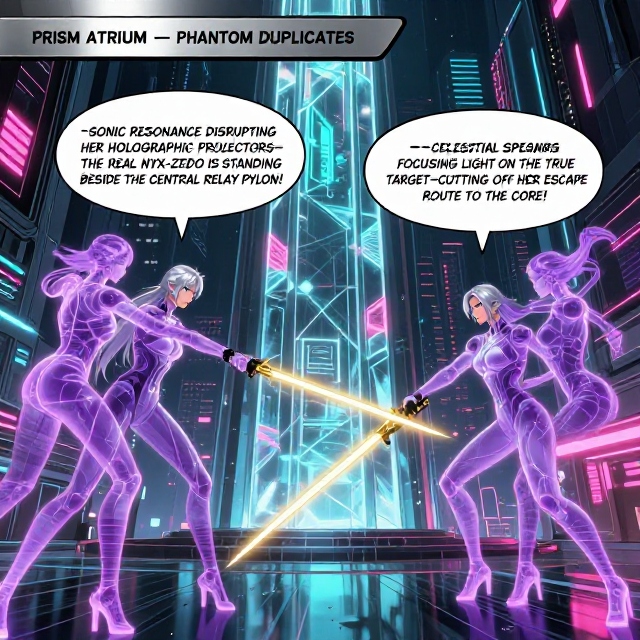 PRISM ATRIUM — PHANTOM DUPLICATES
-SONIC RESONANCE DISRUPTING
HER HOLOGRAPHIC PROJECTORS—
THE REAL NYX-ZEDO IS STANDING
BESIDE THE CENTRAL RELAY PYLON!
——CELESTIAL
FOCUSING LIGHT ON THE TRUE
TARGET—CUTTING OFF HER ESCAPE
ROUTE TO THE CORE!